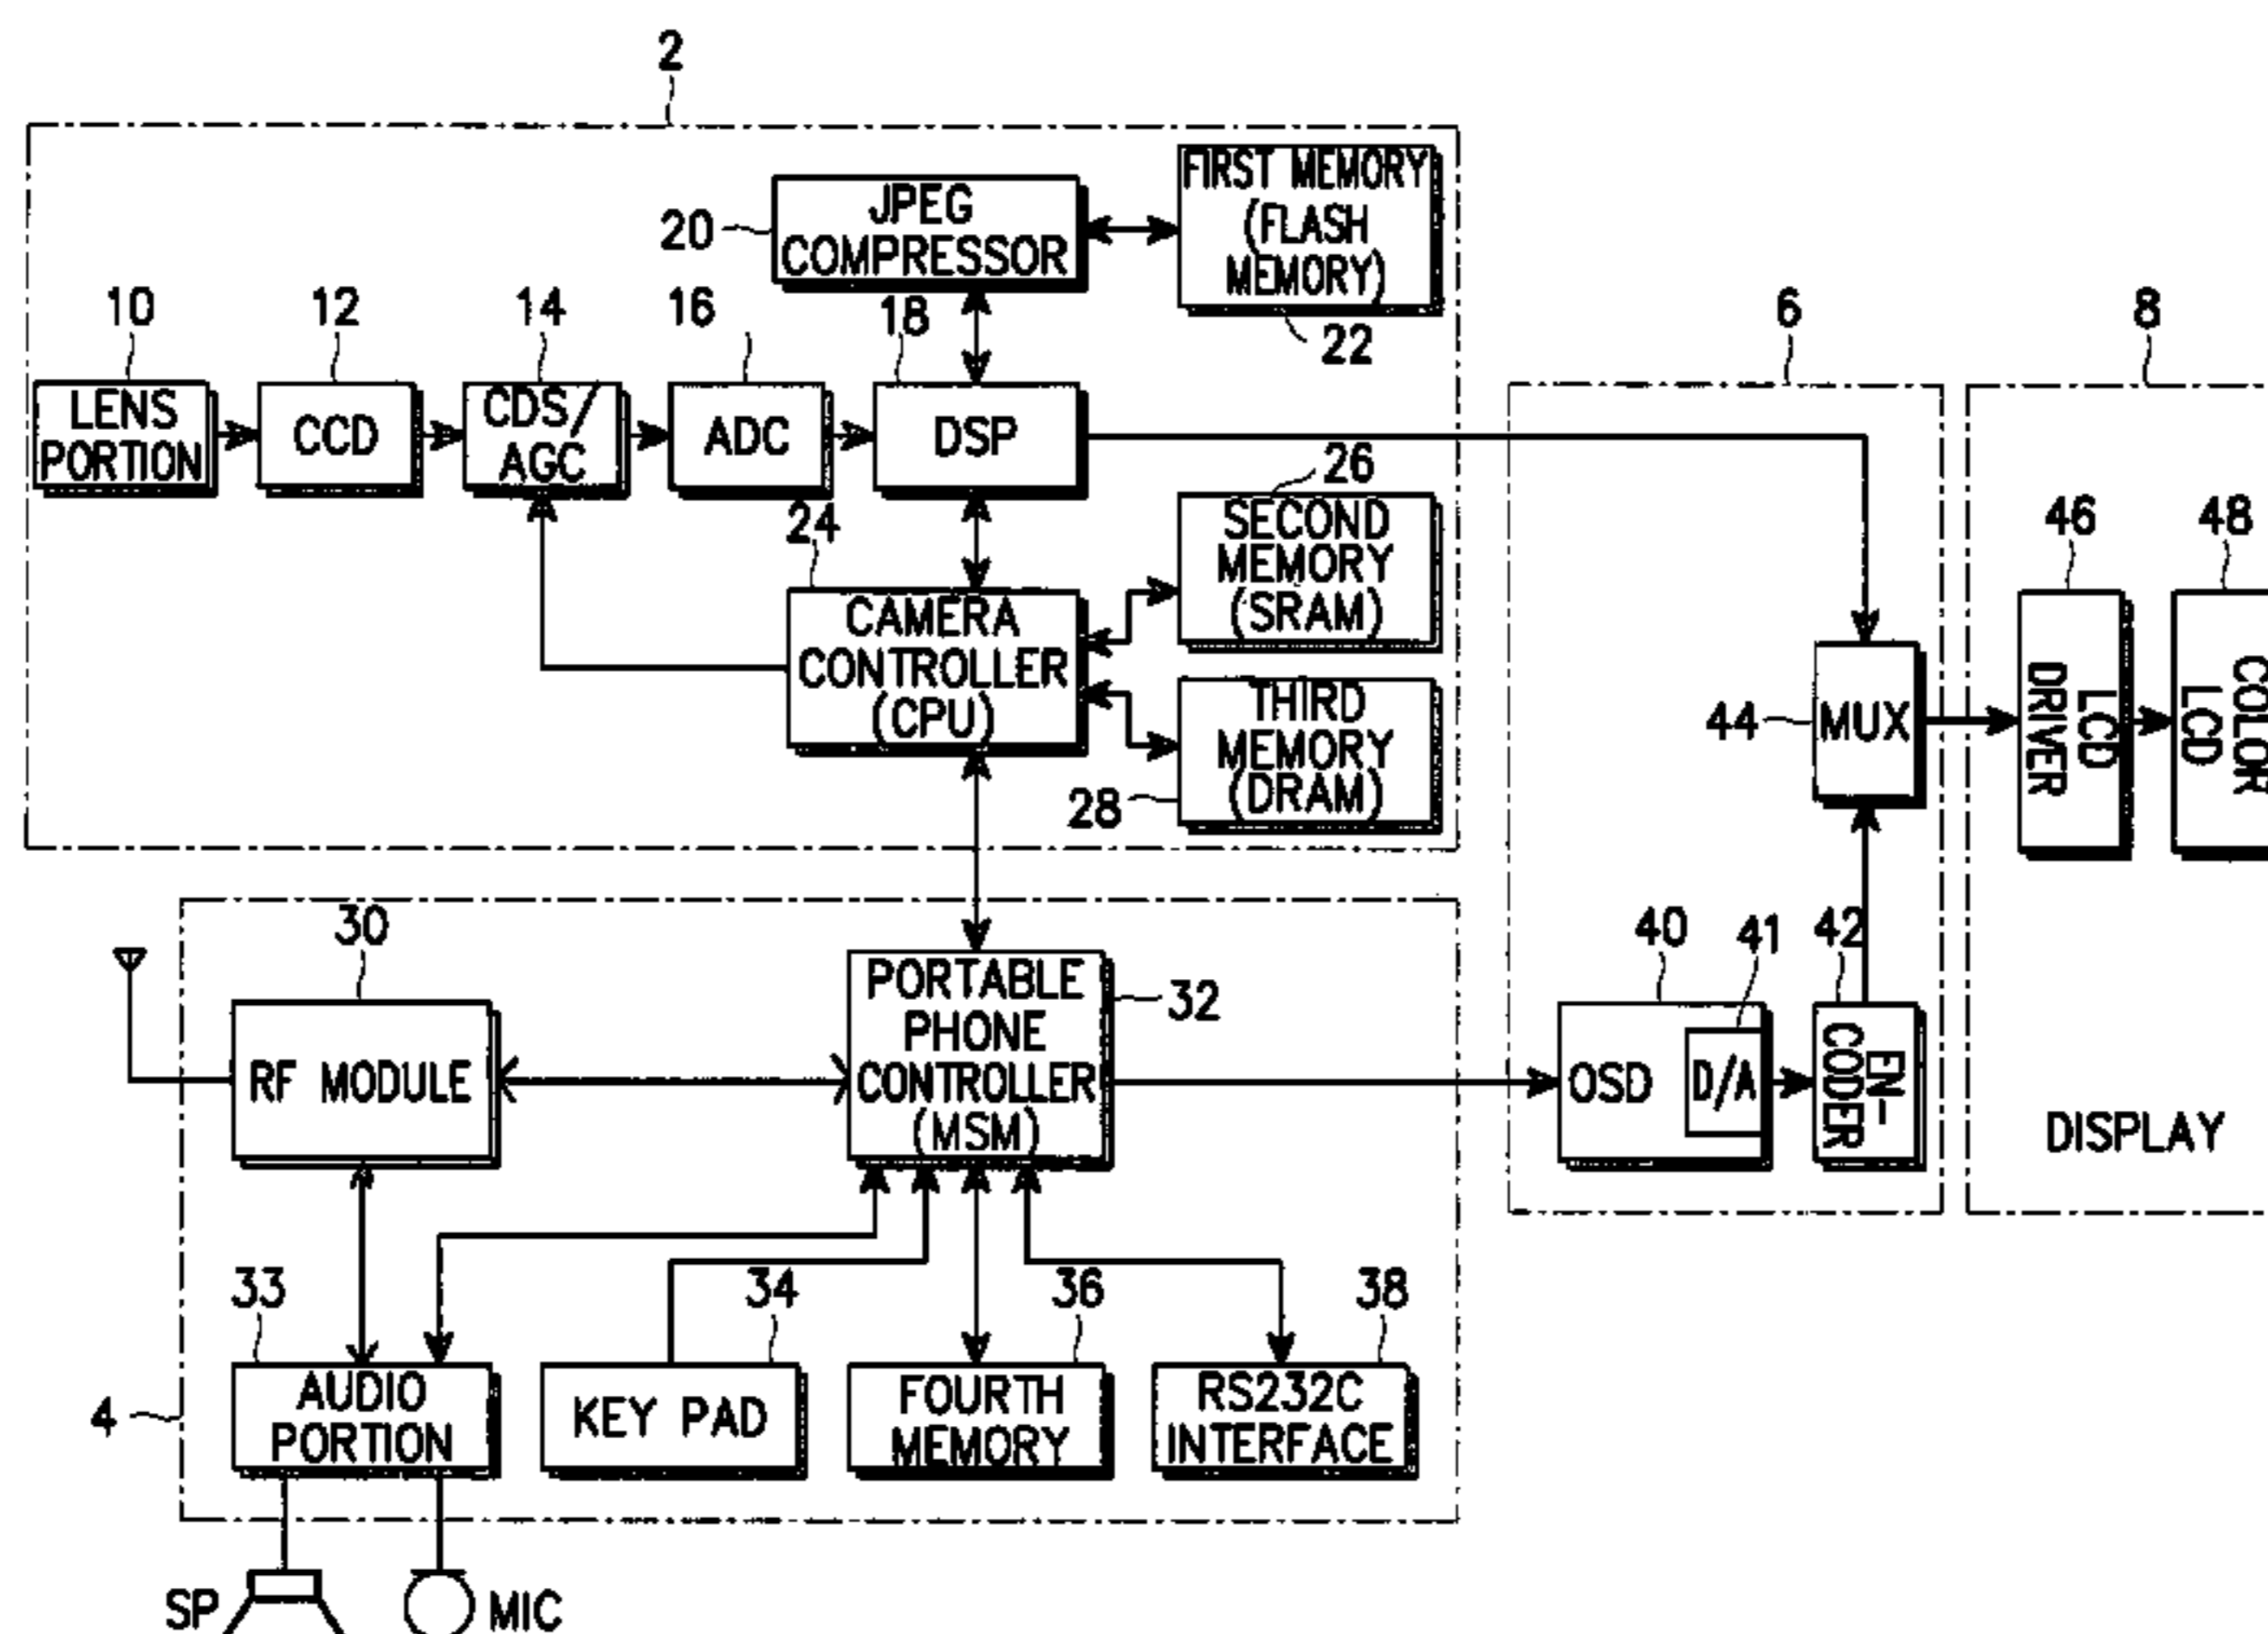 2
JPEG
COMPRESSOR
20
FIRST MEMORY
(FLASH
MEMORY)
22
10
12
14
16
18
6
8
LENS
PORTION
CCD
CDS/
AGC
ADC
DSP
24
26
SECOND
MEMORY
(SRAM)
46
48
CAMERA
CONTROLLER
(CPU)
THIRD
MEMORY
(DRAM)
28
44
MUX
LCD
DRIVER
COLOR
LCD
30
PORTABLE
PHONE
CONTROLLER
(MSM)
32
40
41
42
RF MODULE
OSD
D/A
EN-
CODER
DISPLAY
33
34
36
38
4
AUDIO
PORTION
KEY PAD
FOURTH
MEMORY
RS232C
INTERFACE
SP
MIC